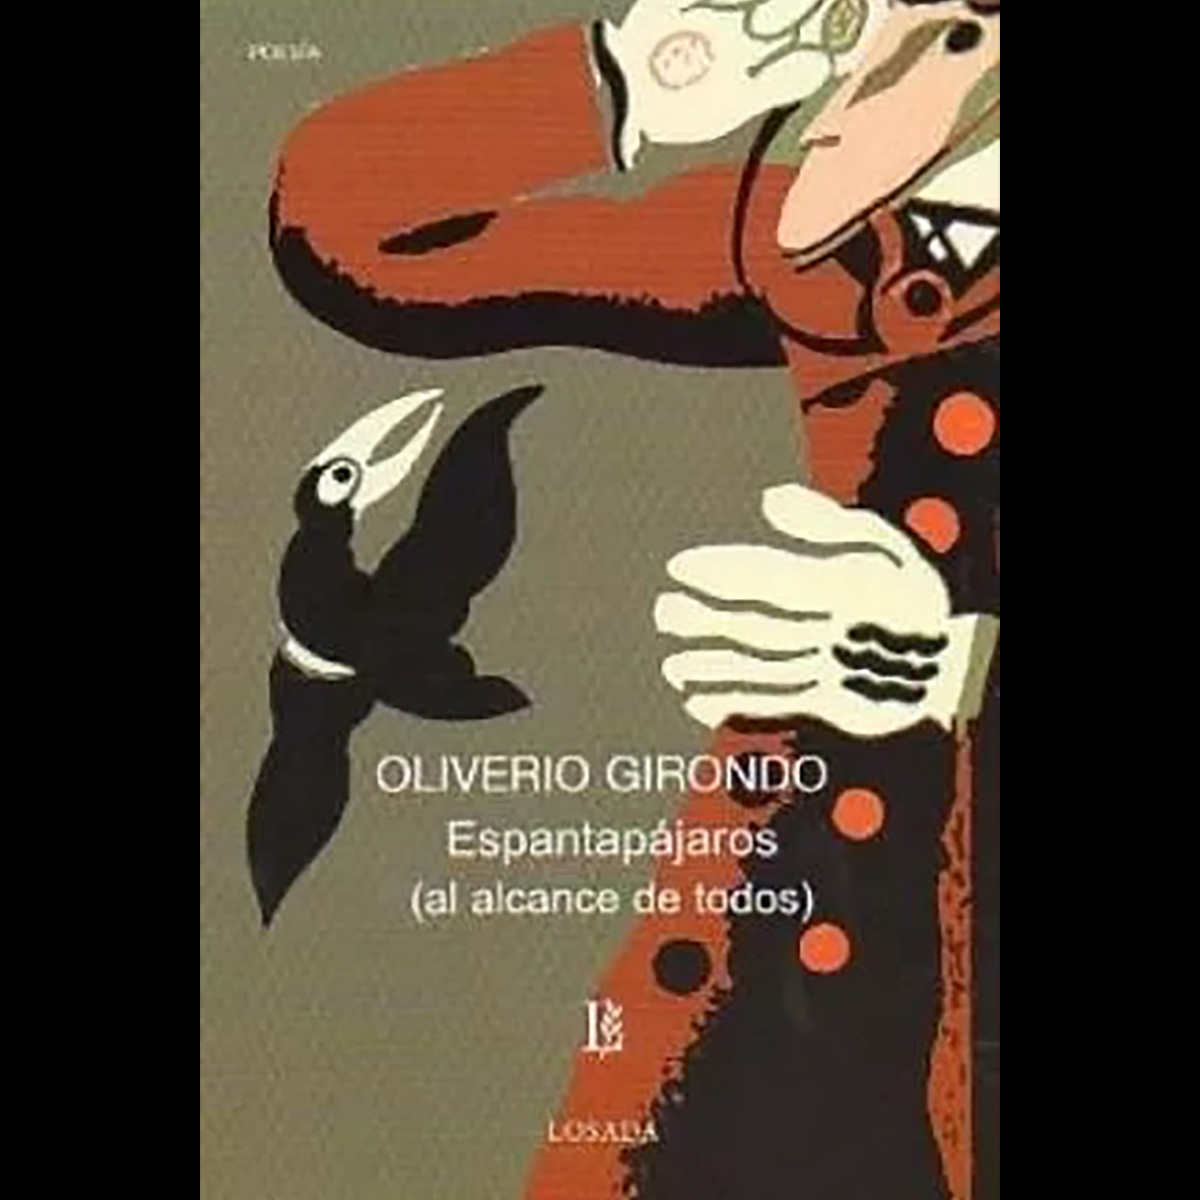 POESÍA
OLIVERIO GIRONDO
Espantapájaros
(al alcance de todos)
L
LOSADA